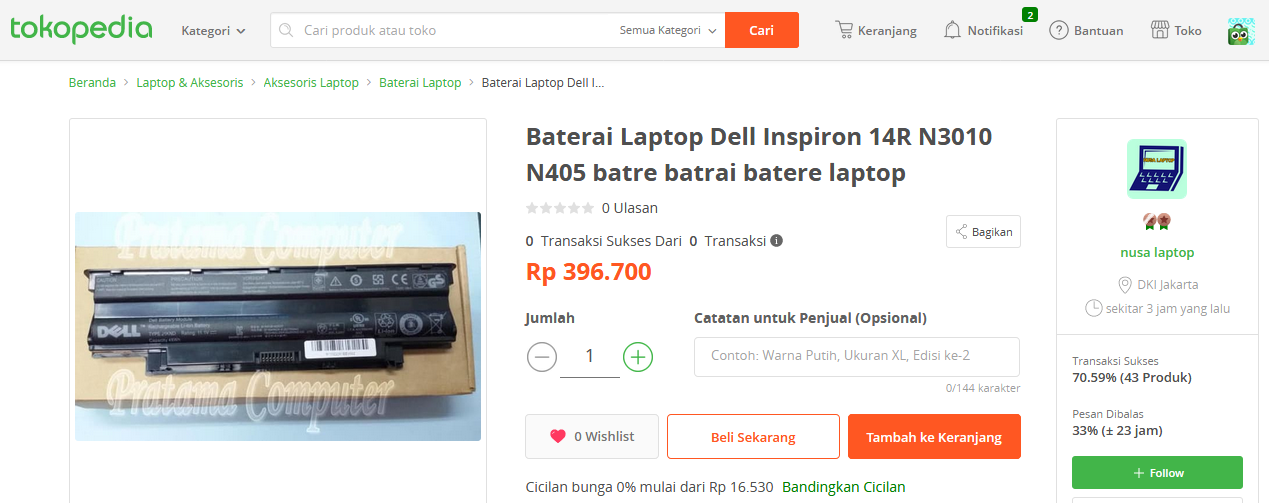 tokopedia
Kategori
Cari produk atau toko
Semua Kategori
Cari
Keranjang
2
Notifikasi
Bantuan
Toko
Beranda > Laptop & Aksesoris > Aksesoris Laptop > Baterai Laptop > Baterai Laptop Dell I...
Pratama Computer
DELL
Pratama Computer
Baterai Laptop Dell Inspiron 14R N3010
N405 batre batrai batere laptop
0 Ulasan
0 Transaksi Sukses Dari 0 Transaksi
Bagikan
Rp 396.700
Jumlah
1
Catatan untuk Penjual (Opsional)
Contoh: Warna Putih, Ukuran XL, Edisi ke-2
0/144 karakter
0 Wishlist
Beli Sekarang
Tambah ke Keranjang
Cicilan bunga 0% mulai dari Rp 16.530 Bandingkan Cicilan
NUSA LAPTOP
nusa laptop
DKI Jakarta
sekitar 3 jam yang lalu
Transaksi Sukses
70.59% (43 Produk)
Pesan Dibalas
33% (± 23 jam)
+ Follow